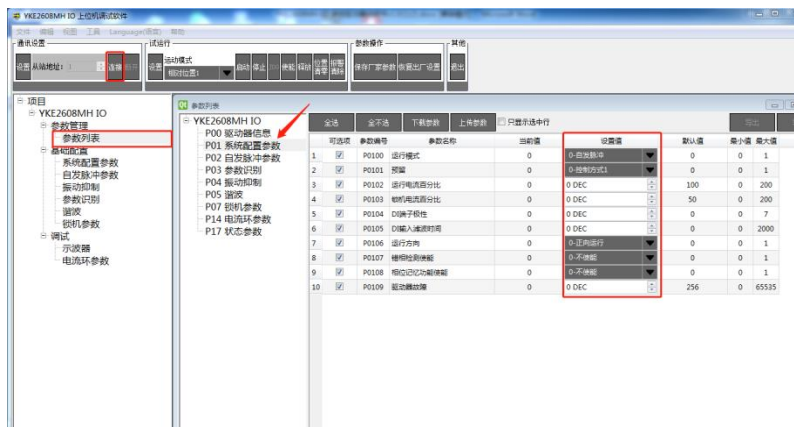 YKE2608MH IO 上位机调试软件
文件 编辑 视图 工具 Language(语言) 帮助
通讯设置 试运行 参数操作 其他
设置 从站地址: 1 连接 断开 设置 运动模式 相对位置1 启动 停止 使能 释放 位置清零 报警清除 保存厂家参数 恢复出厂设置 退出
项目
YKE2608MH IO
参数管理
参数列表
基础配置
系统配置参数
自发脉冲参数
振动抑制
参数识别
谐波
锁机参数
调试
示波器
电流环参数
参数列表
YKE2608MH IO
P00 驱动器信息
P01 系统配置参数
P02 自发脉冲参数
P03 参数识别
P04 振动抑制
P05 谐波
P07 锁机参数
P14 电流环参数
P17 状态参数
全选 全不选 下载参数 上传参数 只显示选中行 导出
可选项 参数编号 参数名称 当前值 设置值 默认值 最小值 最大值
1 P0100 运行模式 0 0-自发脉冲 0 0 1
2 P0101 预留 0 0-控制方式1 0 0 1
3 P0102 运行电流百分比 0 0 DEC 100 0 200
4 P0103 锁机电流百分比 0 0 DEC 50 0 200
5 P0104 DI端子极性 0 0 DEC 0 0 7
6 P0105 DI输入滤波时间 0 0 DEC 0 0 2000
7 P0106 运行方向 0 0-正向运行 0 0 1
8 P0107 错相检测使能 0 0-不使能 0 0 1
9 P0108 相位记忆功能使能 0 0-不使能 0 0 1
10 P0109 驱动器故障 0 0 DEC 256 0 65535